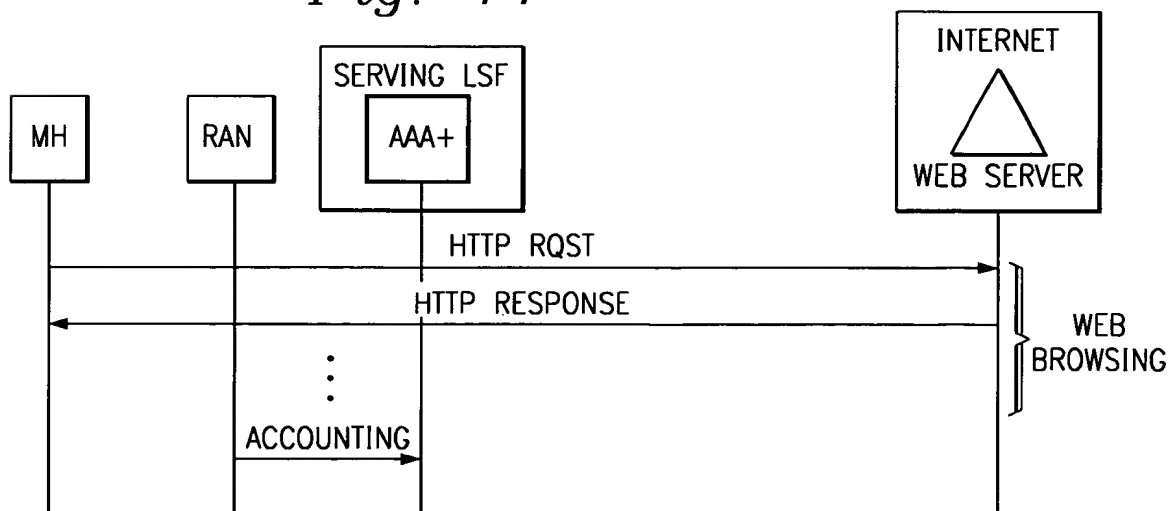 INTERNET
SERVING LSF
MH
RAN
AAA+
WEB SERVER
HTTP RQST
HTTP RESPONSE
WEB
BROWSING
ACCOUNTING